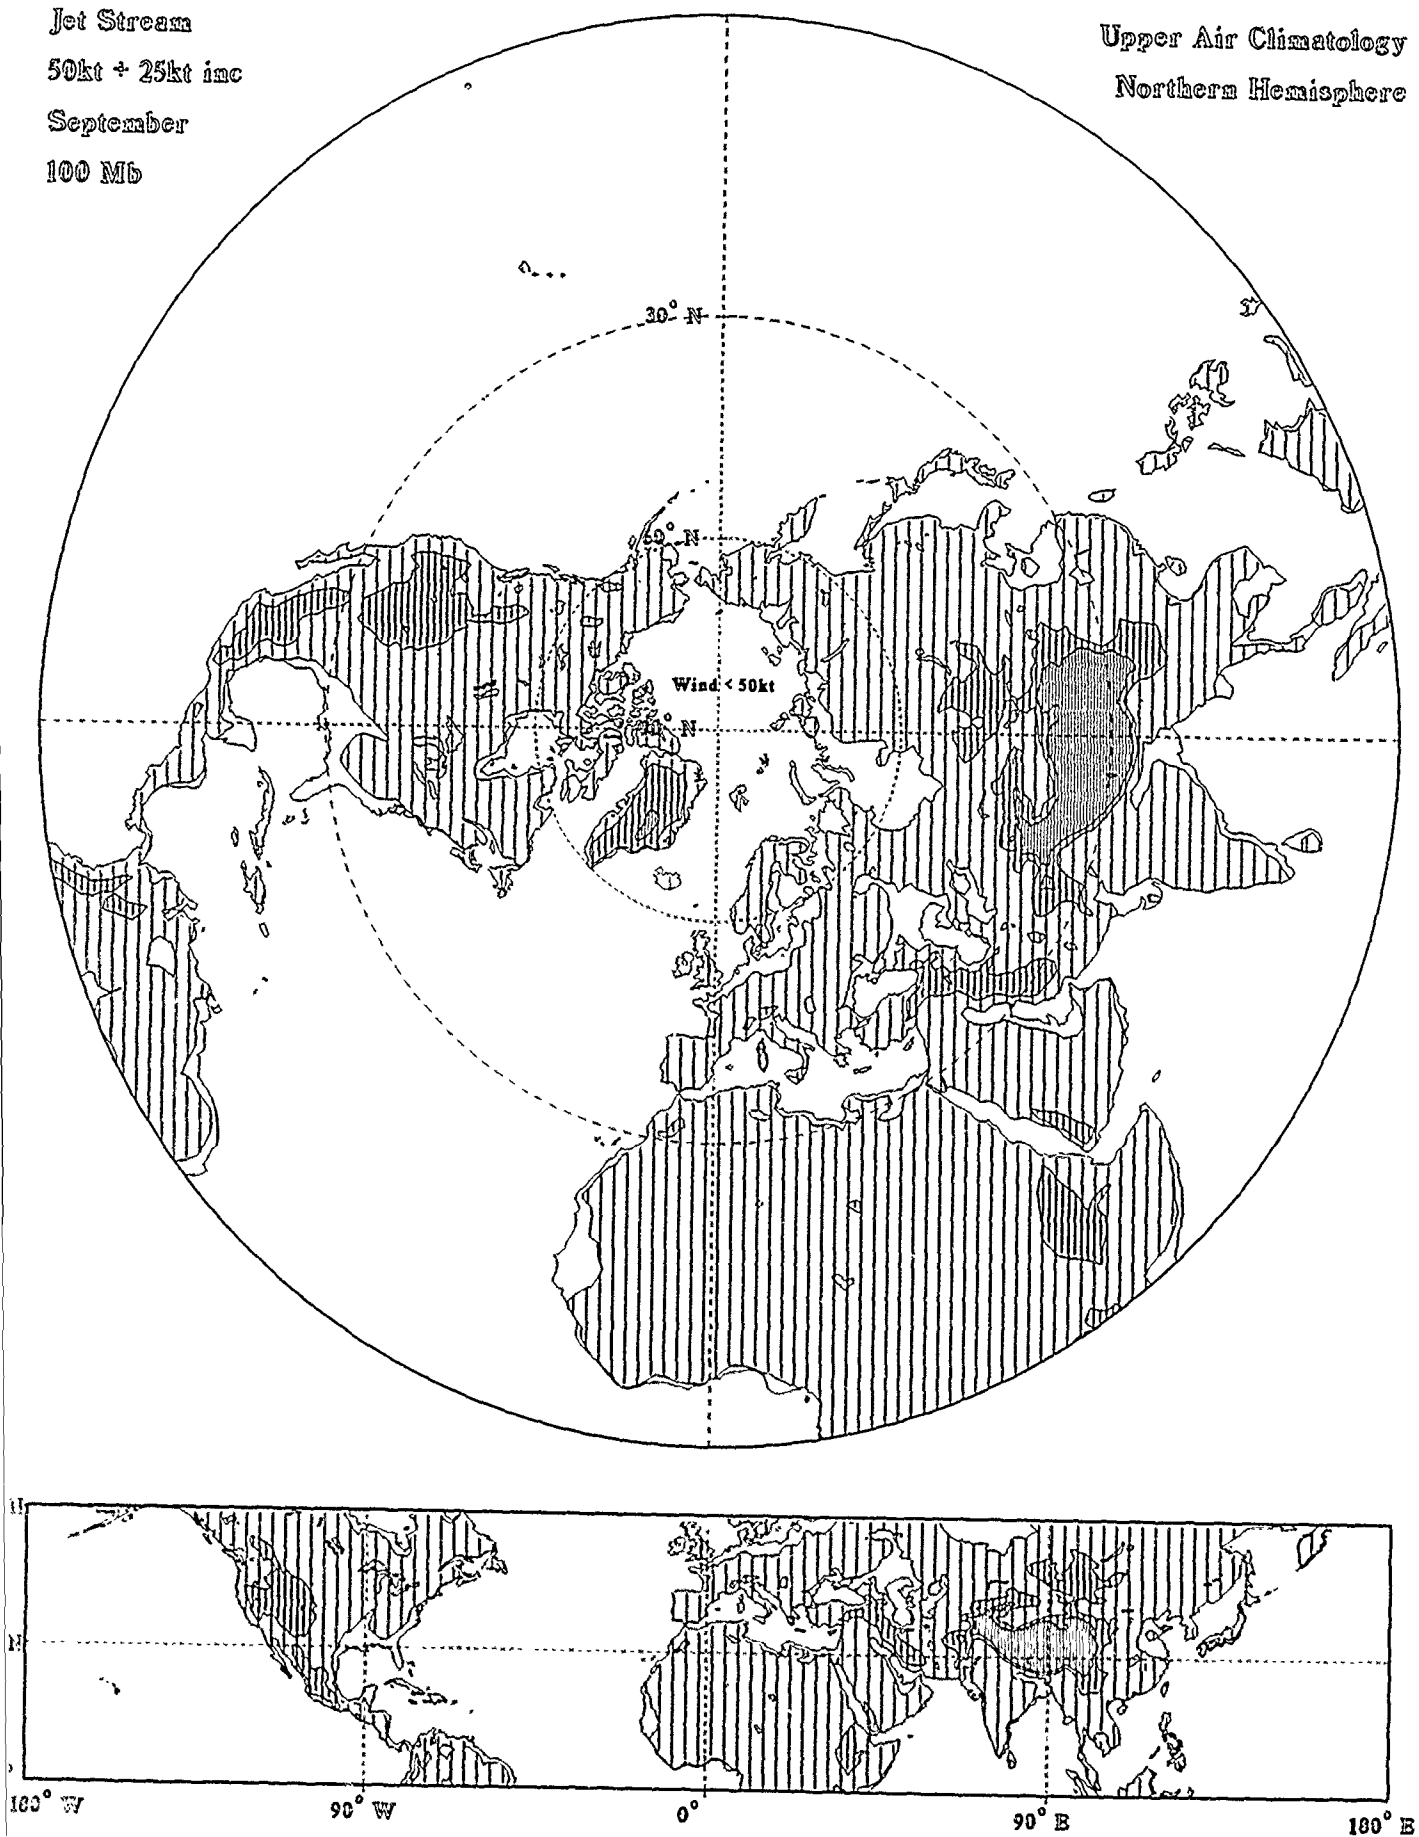 Jet Stream
50kt + 25kt inc
September
100 Mb
Upper Air Climatology
Northern Hemisphere
30° N
Wind < 50kt
N
N
180° W
90° W
0°
90° E
180° E